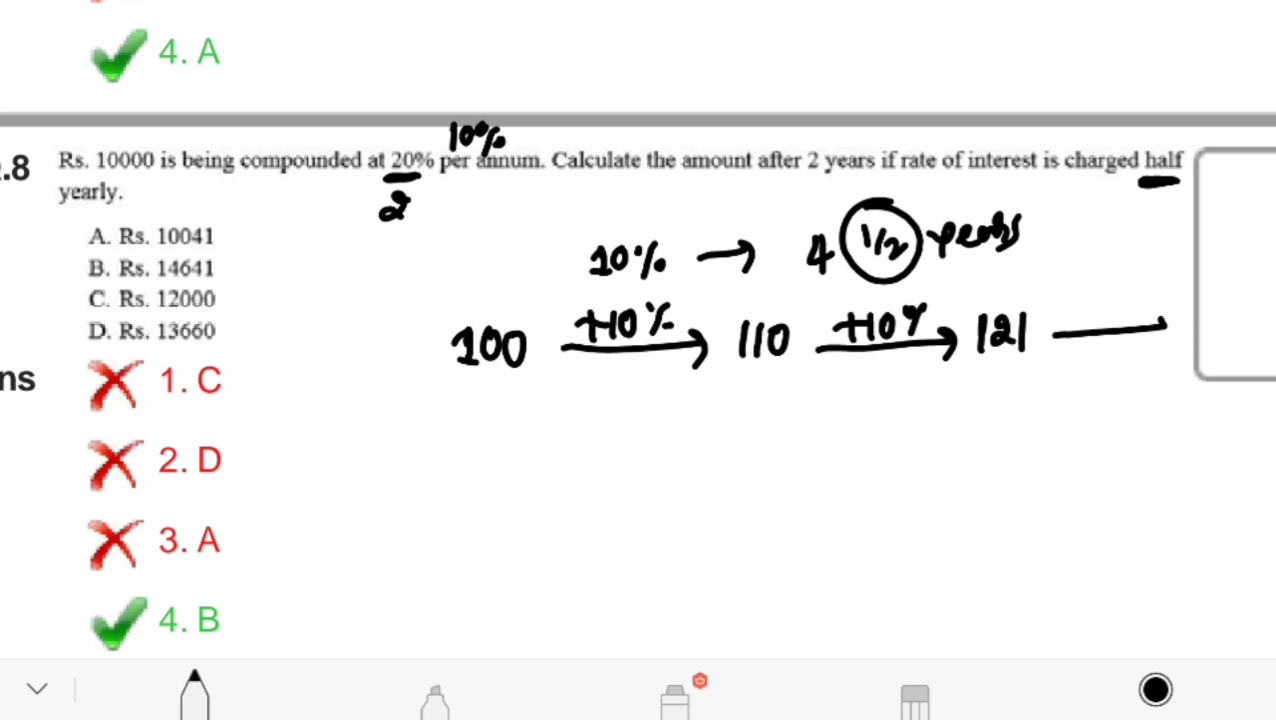 4. A
10%
.8 Rs. 10000 is being compounded at 20% per annum. Calculate the amount after 2 years if rate of interest is charged half
yearly.
2
A. Rs. 10041
B. Rs. 14641
C. Rs. 12000
D. Rs. 13660
10% → 4 1/2 years
100 +10% → 110 +10% → 121
ns
1. C
2. D
3. A
4. B